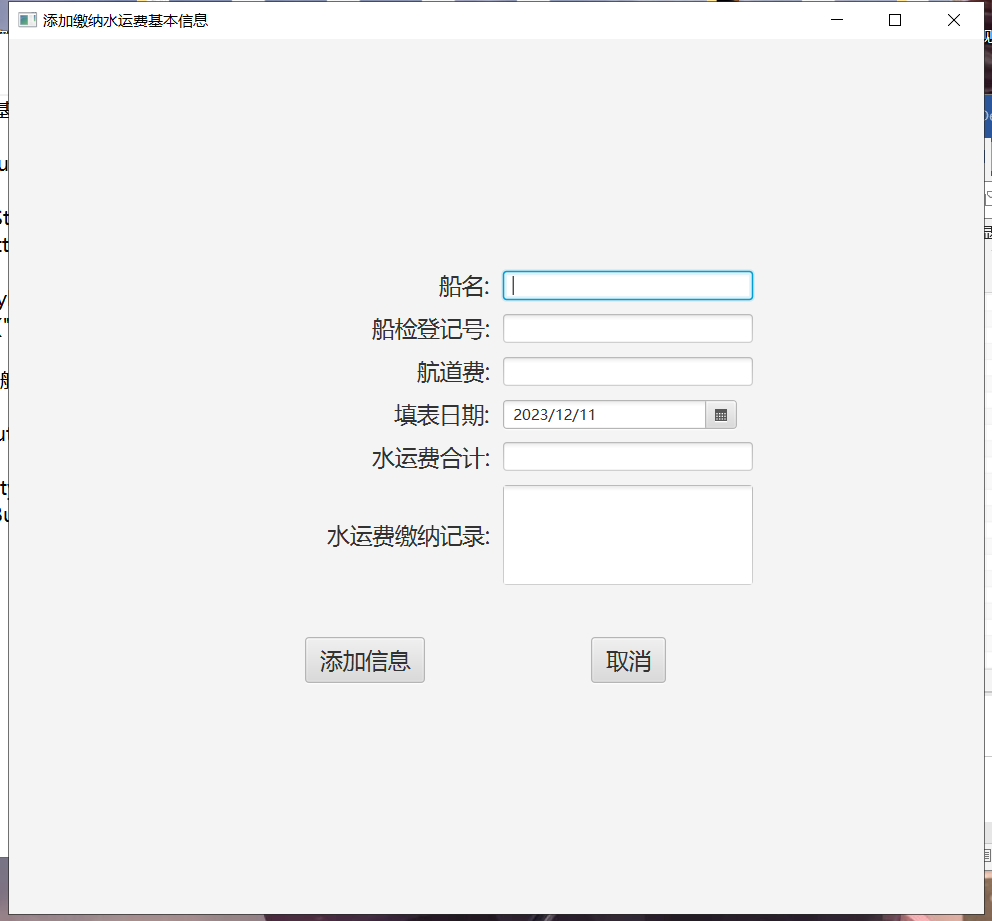 添加缴纳水运费基本信息
船名:
船检登记号:
航道费:
填表日期: 2023/12/11
水运费合计:
水运费缴纳记录:
添加信息 取消